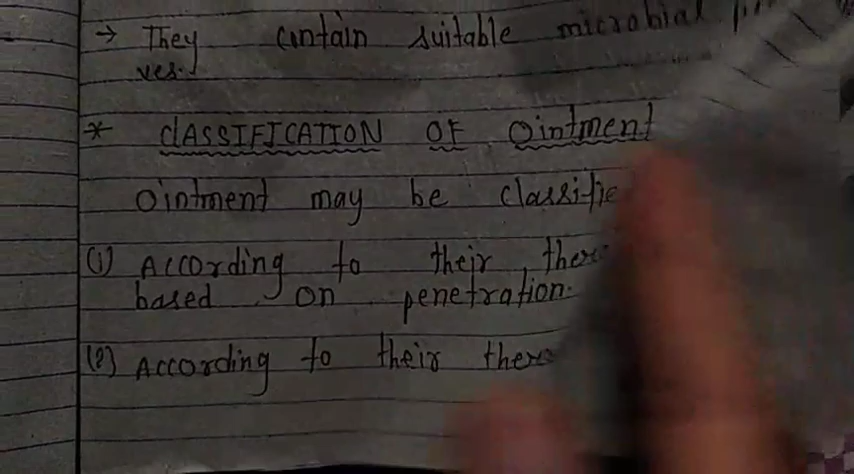 → They contain suitable microbial
ves.
* CLASSIFICATION OF Ointment
Ointment may be
(1) According to their
based on penetration.
(2) According to their